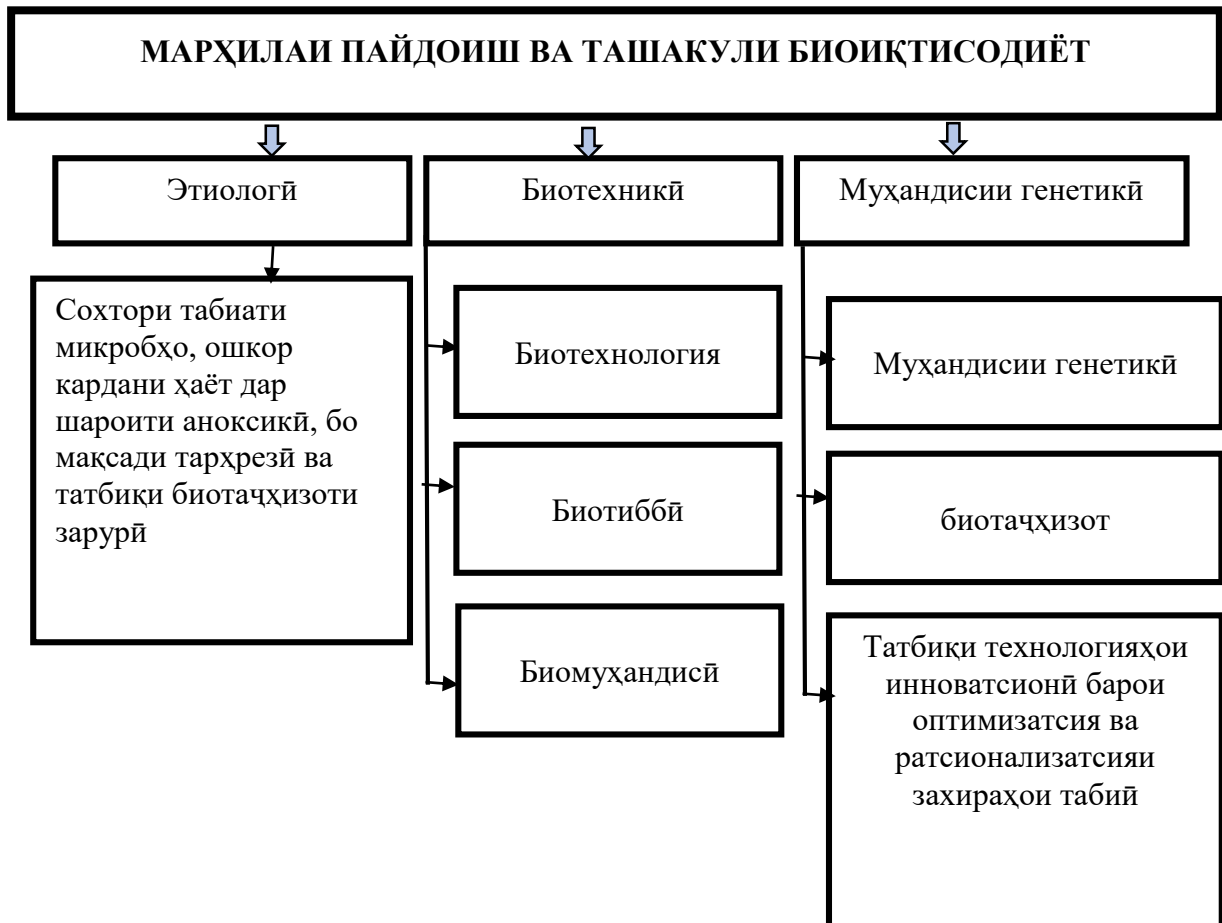 МАРҲИЛАИ ПАЙДОИШ ВА ТАШАКУЛИ БИОИҚТИСОДИЁТ
Этиологӣ
Биотехникӣ
Муҳандисии генетикӣ
Сохтори табиати
микробҳо, ошкор
кардани ҳаёт дар
шароити аноксикӣ, бо
мақсади тарҳрезӣ ва
татбиқи биотаҷҳизоти
зарурӣ
Биотехнология
Биотиббӣ
Биомуҳандисӣ
Муҳандисии генетикӣ
биотаҷҳизот
Татбиқи технологияҳои
инноватсионӣ барои
оптимизатсия ва
ратсионализатсияи
захираҳои табиӣ